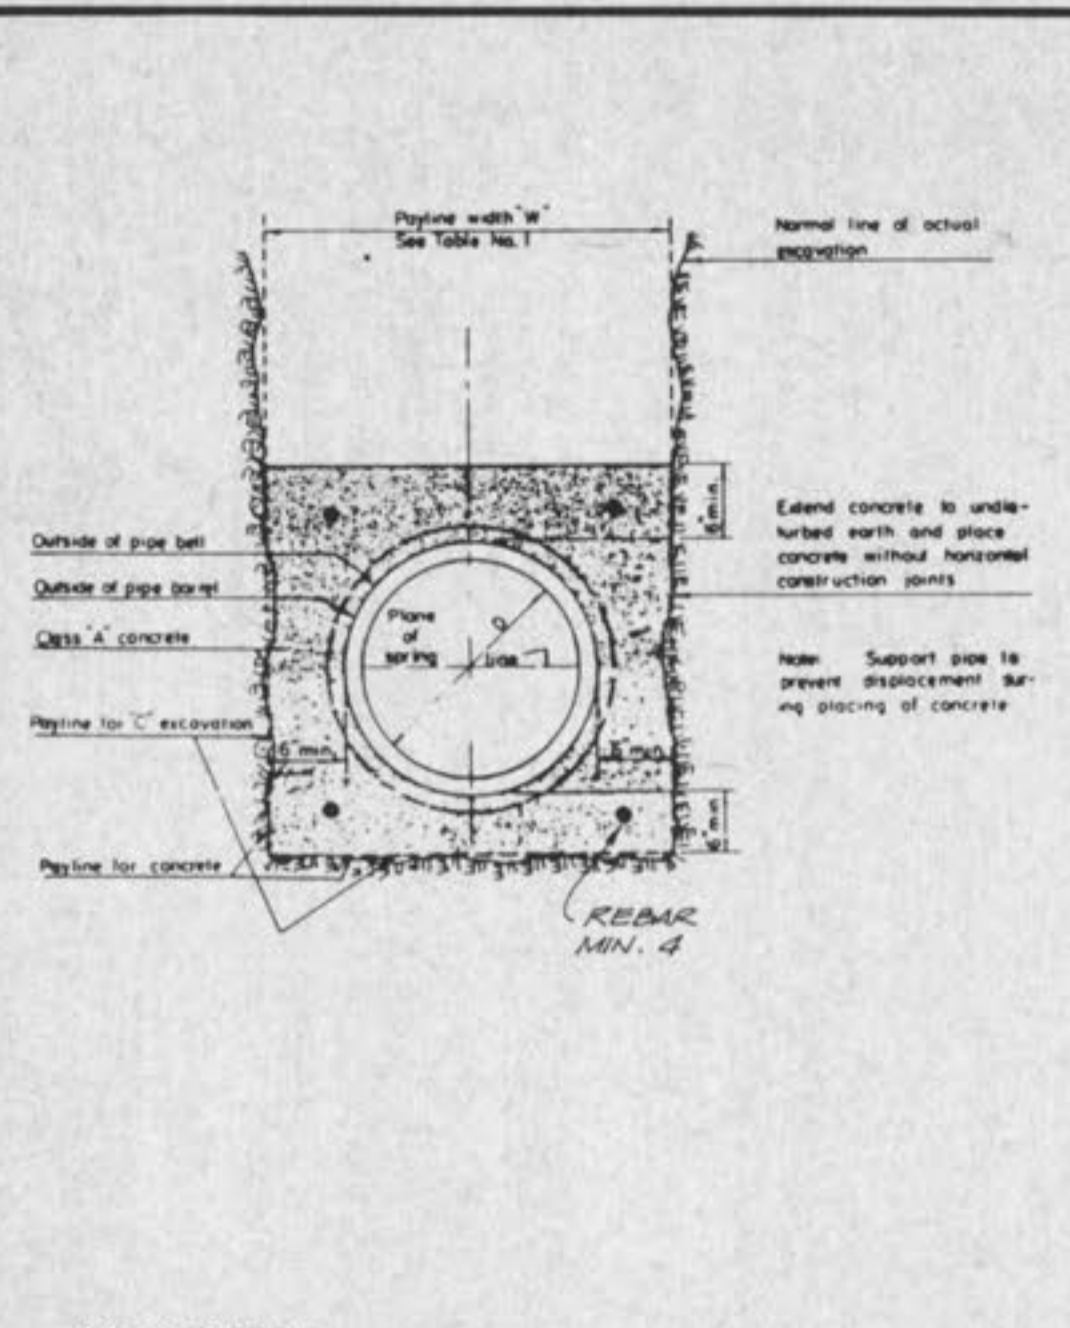 Payline width "W"
See Table No. 1
Normal line of actual
excavation
6" min.
Extend concrete to undis-
turbed earth and place
concrete without horizontal
construction joints
Outside of pipe bell
Outside of pipe barrel
Class "A" concrete
Plane
of
spring
line
D
Note: Support pipe to
prevent displacement dur-
ing placing of concrete
Payline for "C" excavation
6" min.
6" min.
6" min
Payline for concrete
REBAR
MIN. 4